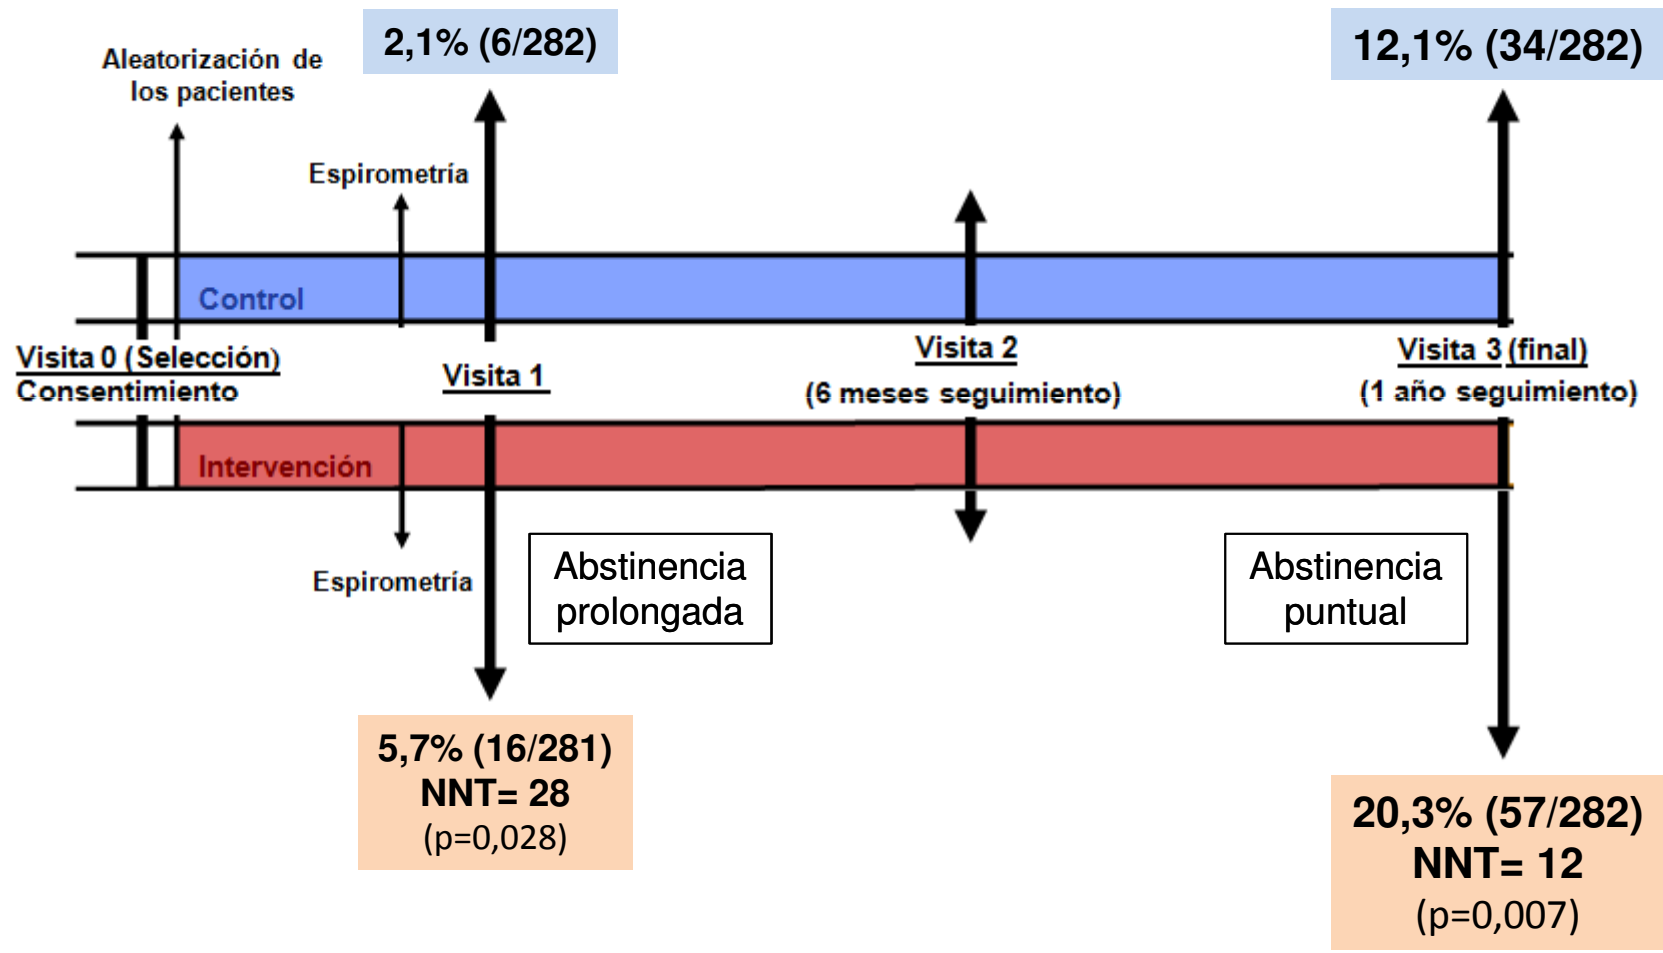 2,1% (6/282)
12,1% (34/282)
Aleatorización de
los pacientes
Espirometría
Control
Visita 0 (Selección)
Consentimiento
Visita 1
Visita 2
(6 meses seguimiento)
Visita 3 (final)
(1 año seguimiento)
Intervención
Espirometría
Abstinencia
prolongada
Abstinencia
puntual
5,7% (16/281)
NNT= 28
(p=0,028)
20,3% (57/282)
NNT= 12
(p=0,007)